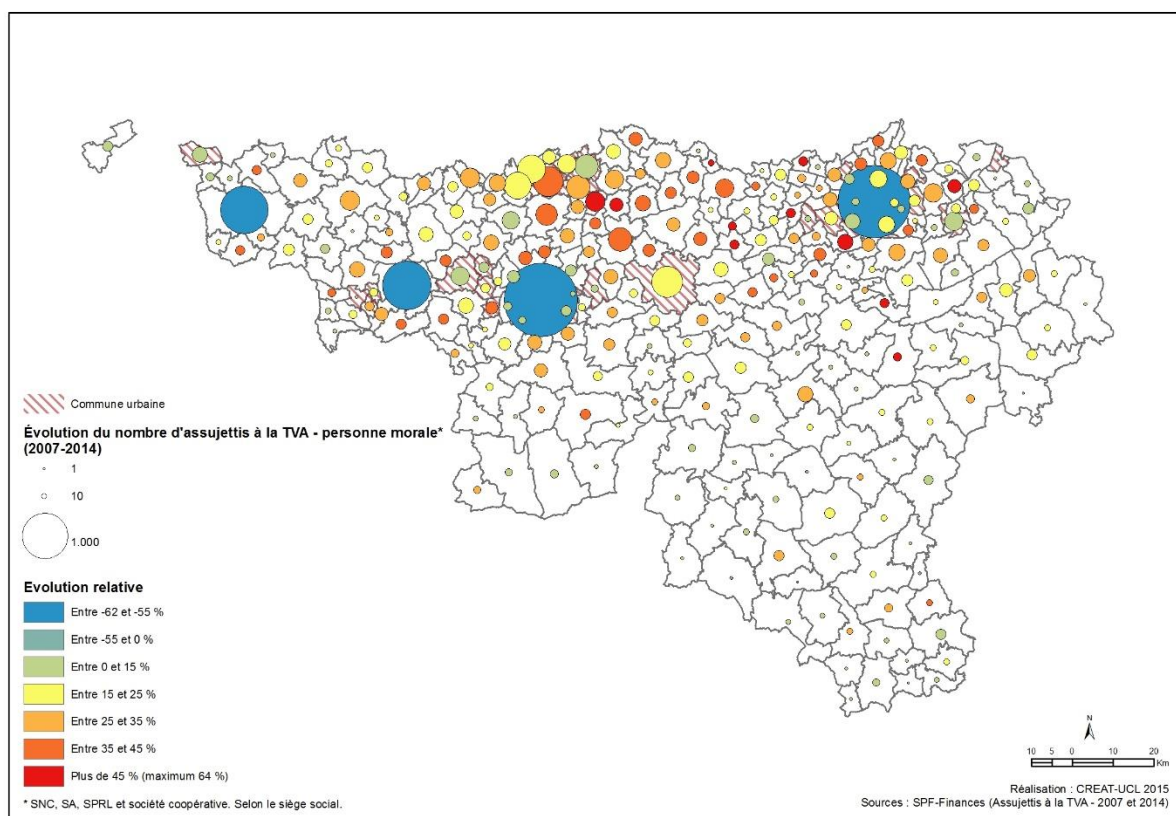 Commune urbaine
Évolution du nombre d'assujettis à la TVA - personne morale*
(2007-2014)
1
10
1.000
Evolution relative
Entre -62 et -55 %
Entre -55 et 0 %
Entre 0 et 15 %
Entre 15 et 25 %
Entre 25 et 35 %
Entre 35 et 45 %
Plus de 45 % (maximum 64 %)
* SNC, SA, SPRL et société coopérative. Selon le siège social.
N
10 5 0 10 20
Km
Réalisation : CREAT-UCL 2015
Sources : SPF-Finances (Assujettis à la TVA - 2007 et 2014)